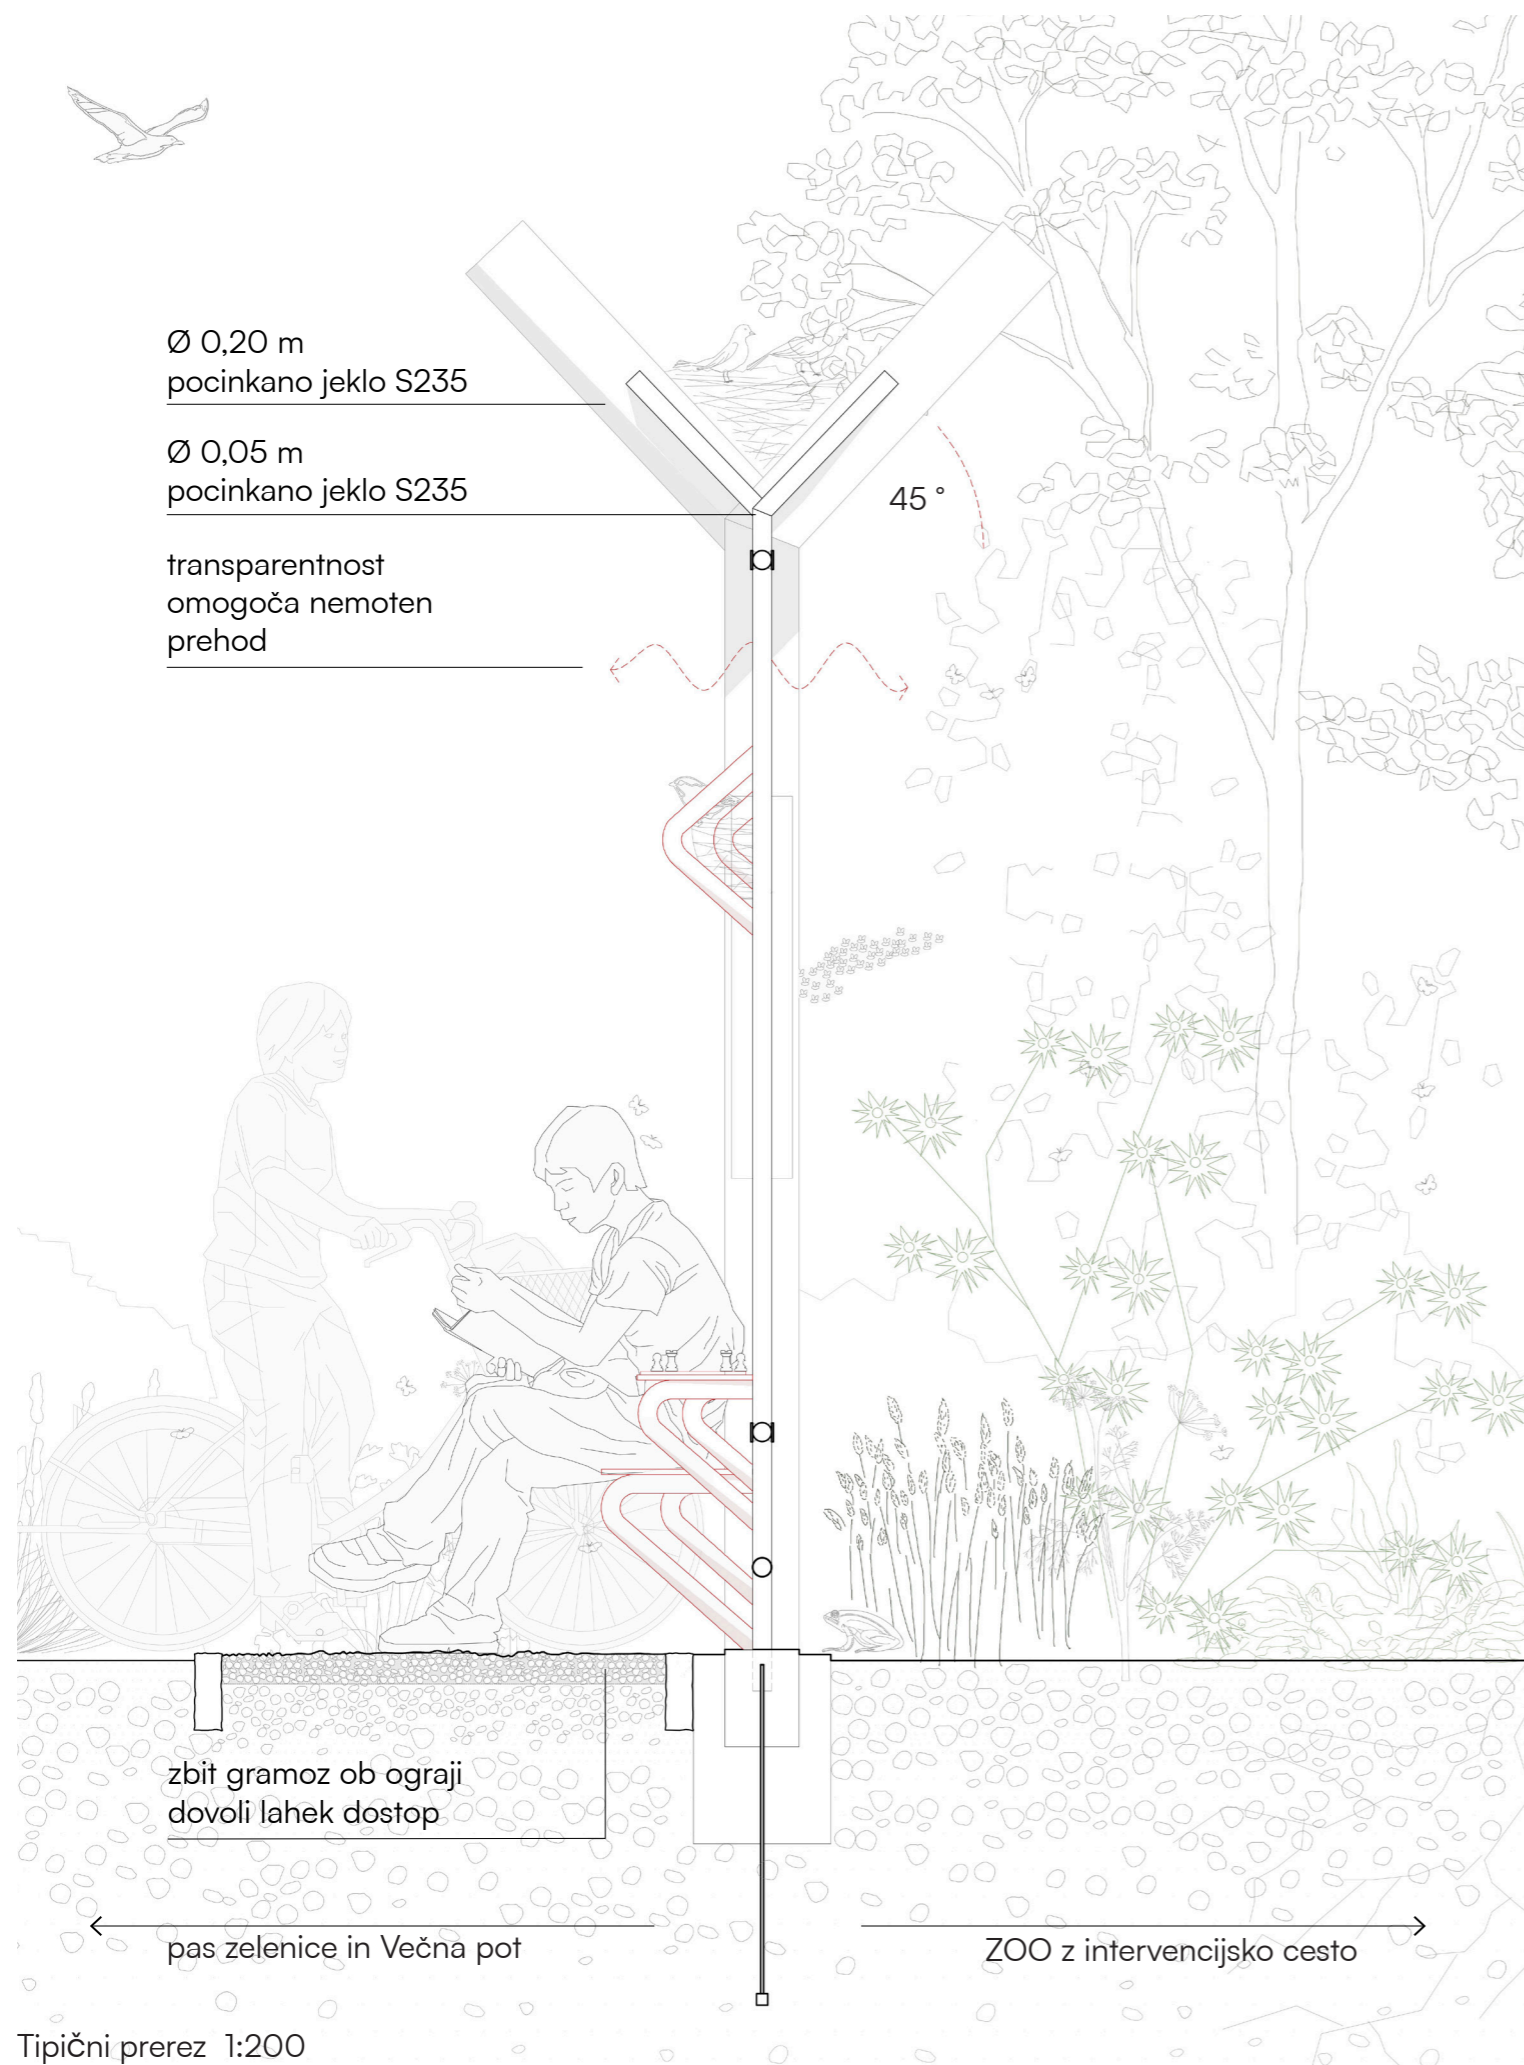 Ø 0,20 m
pocinkano jeklo S235
Ø 0,05 m
pocinkano jeklo S235
45 °
transparentnost
omogoča nemoten
prehod
zbit gramoz ob ograji
dovoli lahek dostop
pas zelenice in Večna pot
ZOO z intervencijsko cesto
Tipični prerez 1:200